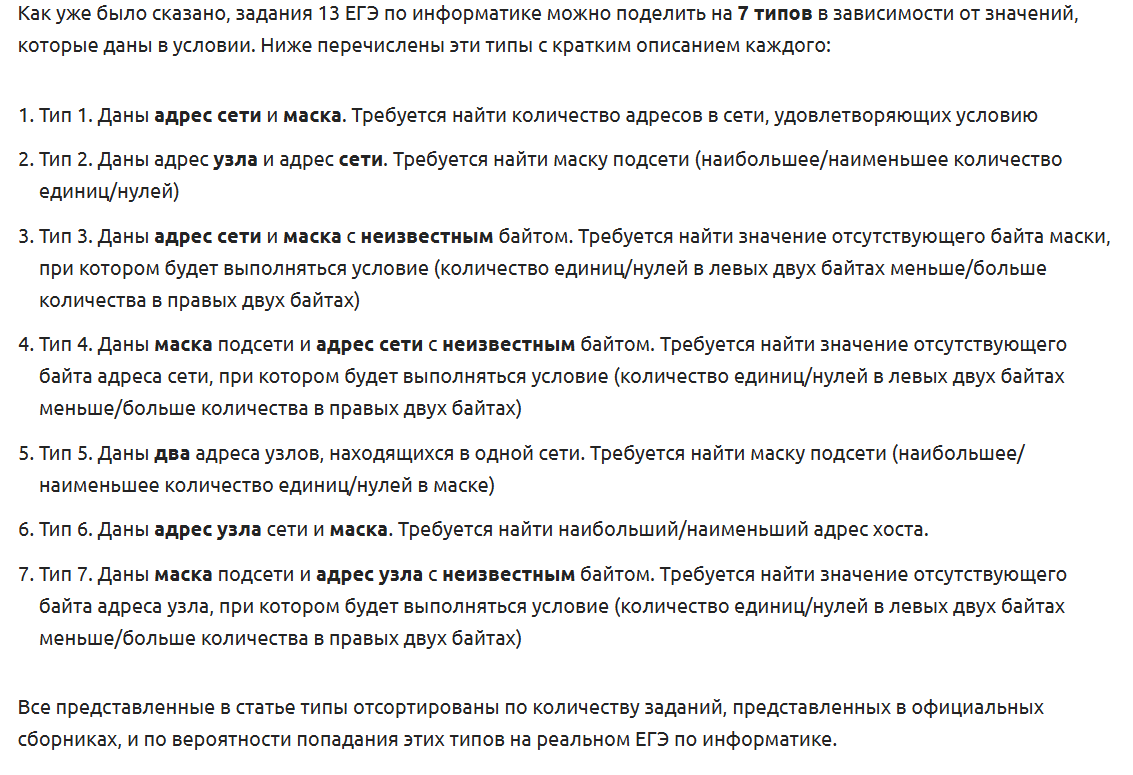 Как уже было сказано, задания 13 ЕГЭ по информатике можно поделить на 7 типов в зависимости от значений,
которые даны в условии. Ниже перечислены эти типы с кратким описанием каждого:
1. Тип 1. Даны адрес сети и маска. Требуется найти количество адресов в сети, удовлетворяющих условию
2. Тип 2. Даны адрес узла и адрес сети. Требуется найти маску подсети (наибольшее/наименьшее количество
единиц/нулей)
3. Тип 3. Даны адрес сети и маска с неизвестным байтом. Требуется найти значение отсутствующего байта маски,
при котором будет выполняться условие (количество единиц/нулей в левых двух байтах меньше/больше
количества в правых двух байтах)
4. Тип 4. Даны маска подсети и адрес сети с неизвестным байтом. Требуется найти значение отсутствующего
байта адреса сети, при котором будет выполняться условие (количество единиц/нулей в левых двух байтах
меньше/больше количества в правых двух байтах)
5. Тип 5. Даны два адреса узлов, находящихся в одной сети. Требуется найти маску подсети (наибольшее/
наименьшее количество единиц/нулей в маске)
6. Тип 6. Даны адрес узла сети и маска. Требуется найти наибольший/наименьший адрес хоста.
7. Тип 7. Даны маска подсети и адрес узла с неизвестным байтом. Требуется найти значение отсутствующего
байта адреса узла, при котором будет выполняться условие (количество единиц/нулей в левых двух байтах
меньше/больше количества в правых двух байтах)
Все представленные в статье типы отсортированы по количеству заданий, представленных в официальных
сборниках, и по вероятности попадания этих типов на реальном ЕГЭ по информатике.